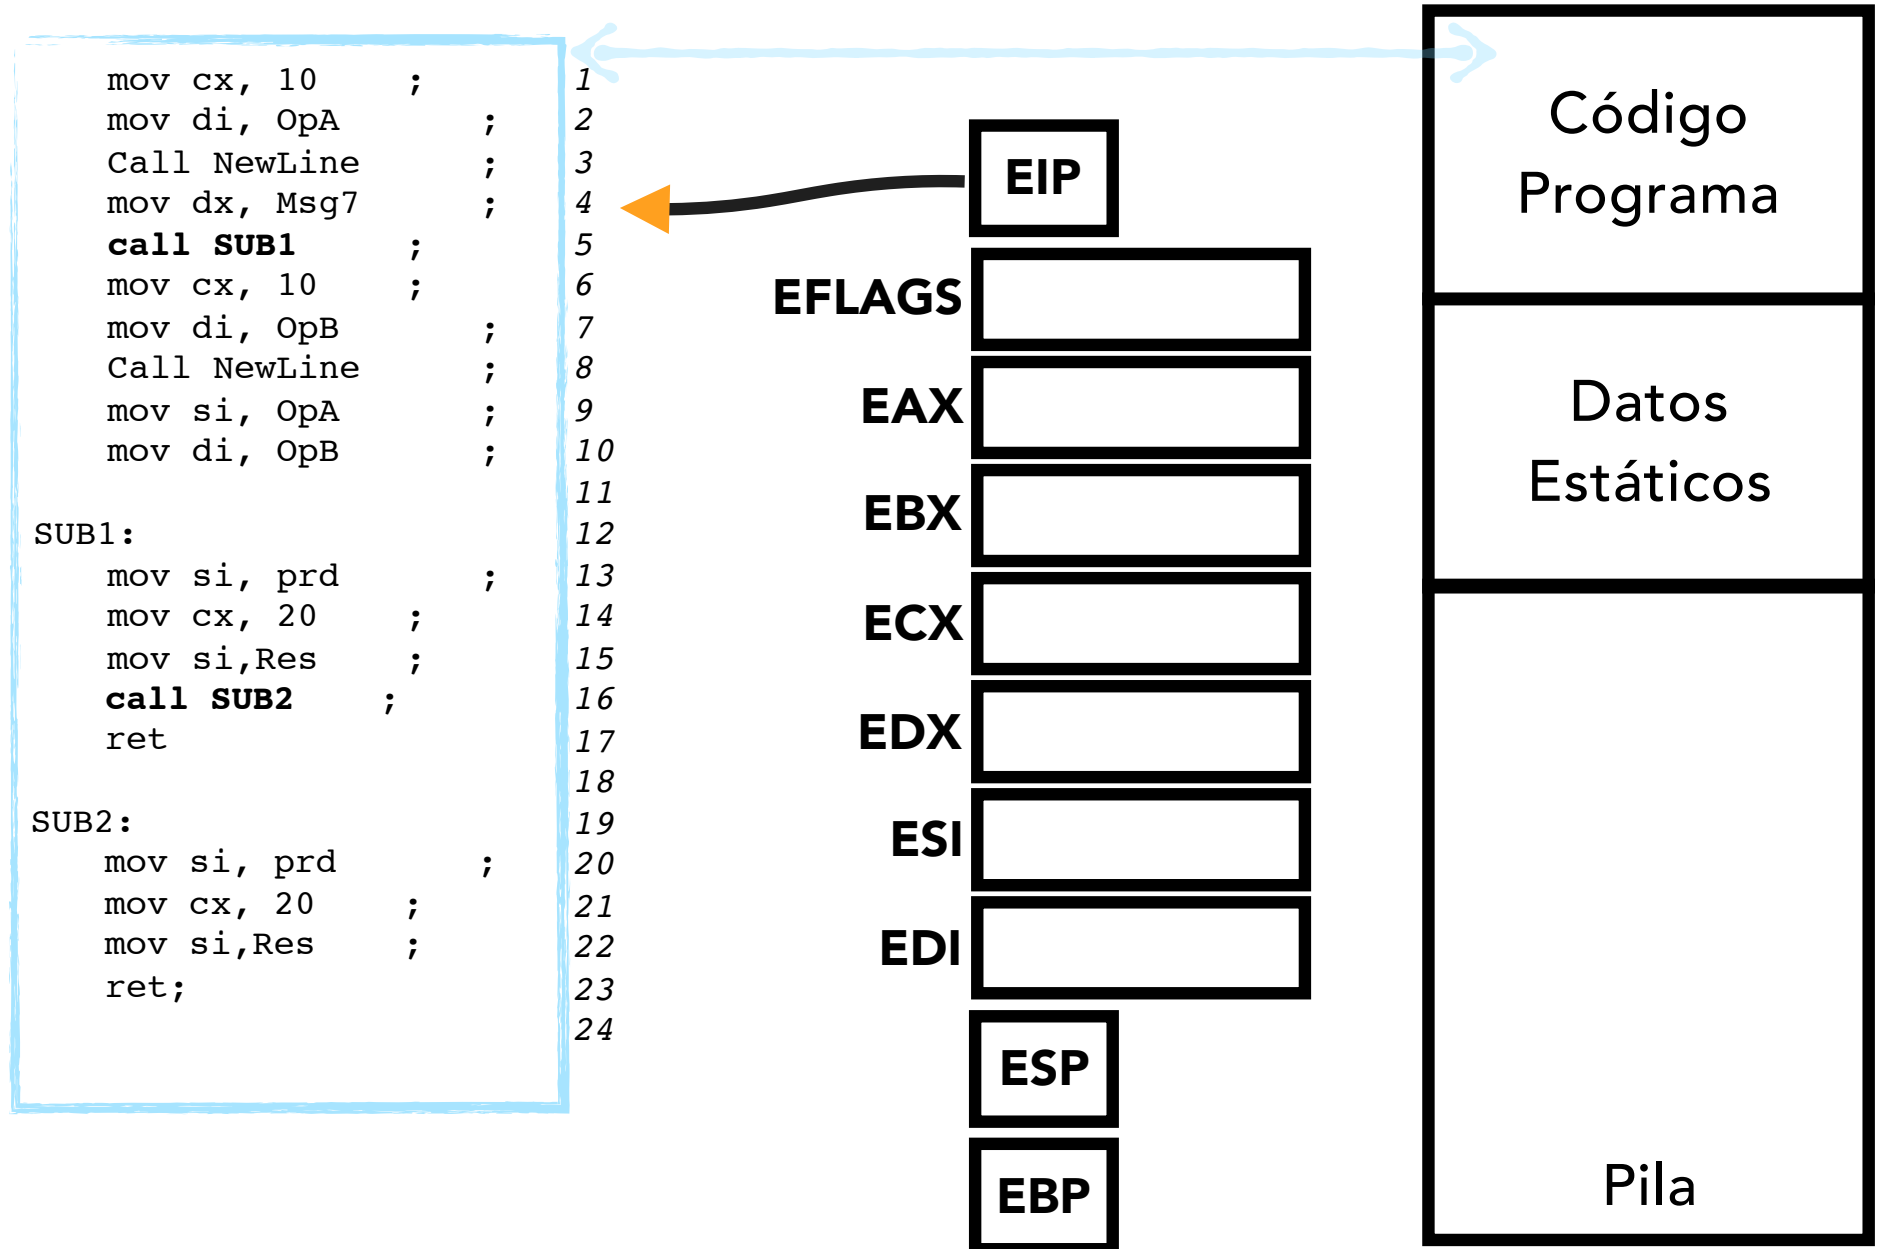 mov cx, 10 ; 1
mov di, OpA ; 2
Call NewLine ; 3
mov dx, Msg7 ; 4
call SUB1 ; 5
mov cx, 10 ; 6
mov di, OpB ; 7
Call NewLine ; 8
mov si, OpA ; 9
mov di, OpB ; 10
11
SUB1: 12
mov si, prd ; 13
mov cx, 20 ; 14
mov si,Res ; 15
call SUB2 ; 16
ret 17
18
SUB2: 19
mov si, prd ; 20
mov cx, 20 ; 21
mov si,Res ; 22
ret; 23
24
EIP
EFLAGS
EAX
EBX
ECX
EDX
ESI
EDI
ESP
EBP
Código
Programa
Datos
Estáticos
Pila